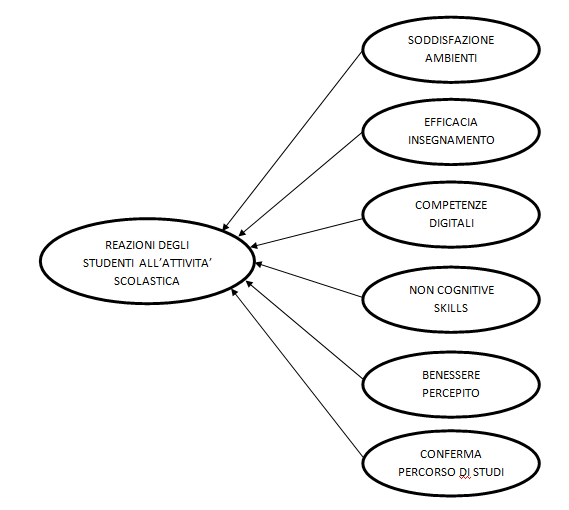 SODDISFAZIONE
AMBIENTI
EFFICACIA
INSEGNAMENTO
COMPETENZE
DIGITALI
REAZIONI DEGLI
STUDENTI ALL'ATTIVITA'
SCOLASTICA
NON COGNITIVE
SKILLS
BENESSERE
PERCEPITO
CONFERMA
PERCORSO DI STUDI